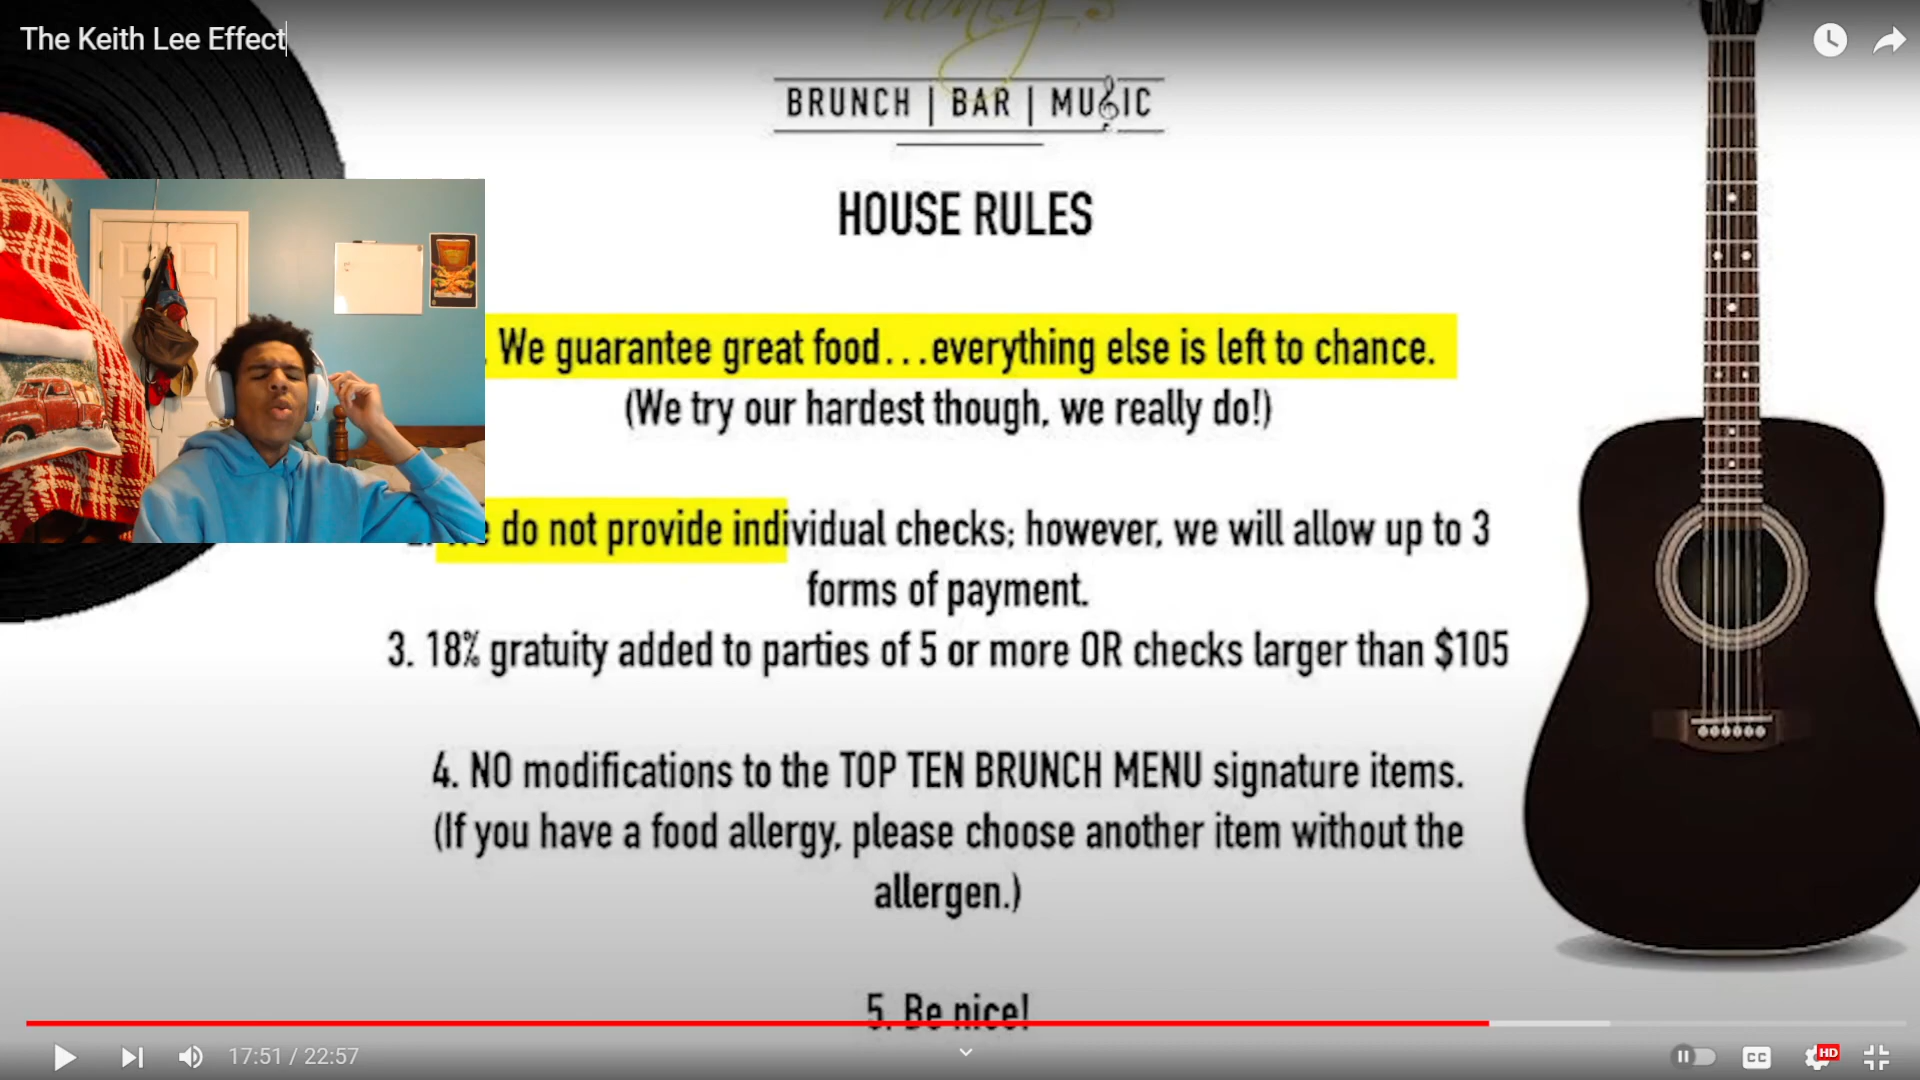 The Keith Lee Effect
BRUNCH | BAR | MUSIC
HOUSE RULES
We guarantee great food...everything else is left to chance.
(We try our hardest though, we really do!)
do not provide individual checks; however, we will allow up to 3
forms of payment.
3. 18% gratuity added to parties of 5 or more OR checks larger than $105
4. NO modifications to the TOP TEN BRUNCH MENU signature items.
(If you have a food allergy, please choose another item without the
allergen.)
5. Be nice!
17:51 / 22:57
CC
HD